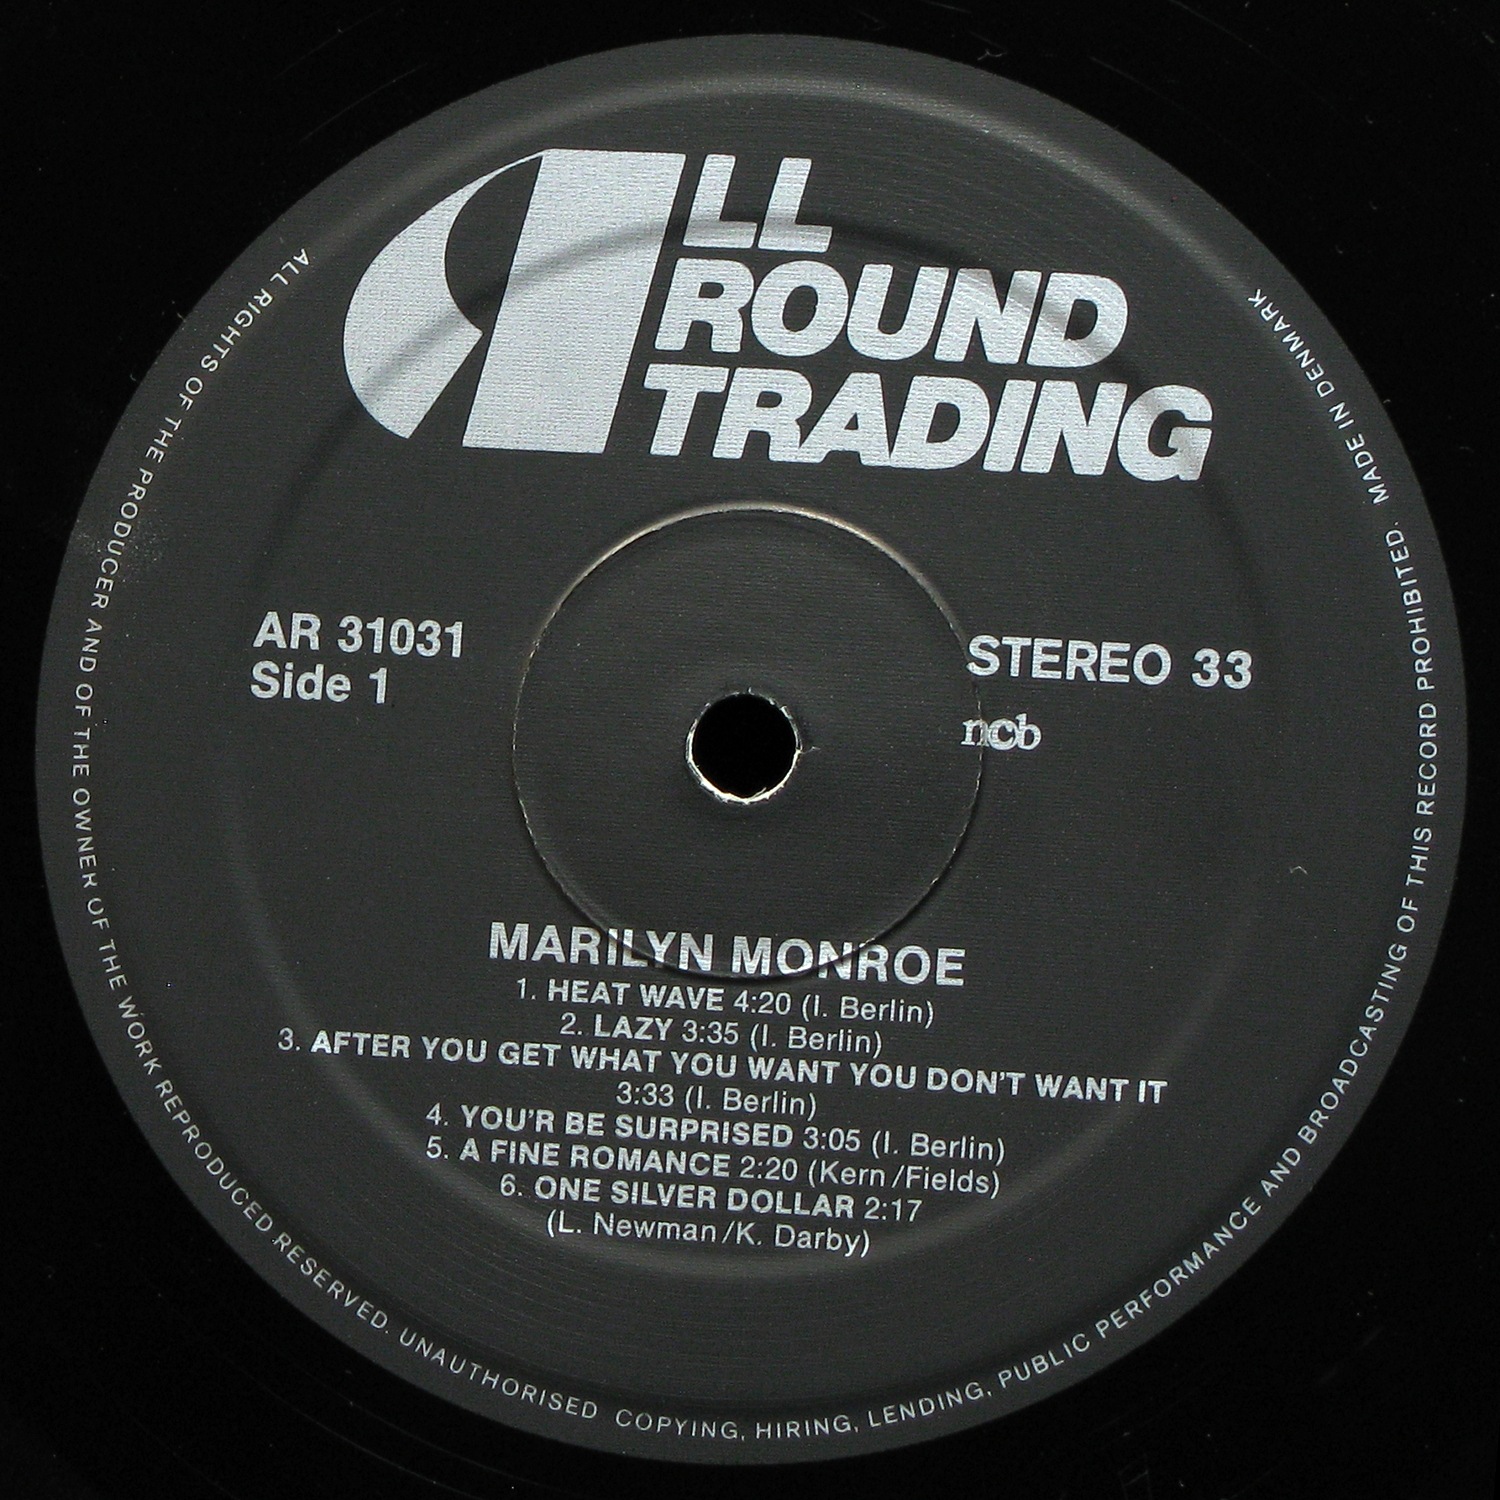 ALL
ROUND
TRADING
AR 31031
Side 1
STEREO 33
ncb
MARILYN MONROE
1. HEAT WAVE 4:20 (I. Berlin)
2. LAZY 3:35 (I. Berlin)
3. AFTER YOU GET WHAT YOU WANT YOU DON'T WANT IT
3:33 (I. Berlin)
4. YOU'R BE SURPRISED 3:05 (I. Berlin)
5. A FINE ROMANCE 2:20 (Kern/Fields)
6. ONE SILVER DOLLAR 2:17
(L. Newman/K. Darby)
ALL RIGHTS OF THE PRODUCER AND OF THE OWNER OF THE WORK REPRODUCED RESERVED. UNAUTHORISED COPYING, HIRING, LENDING, PUBLIC PERFORMANCE AND BROADCASTING OF THIS RECORD PROHIBITED. MADE IN DENMARK